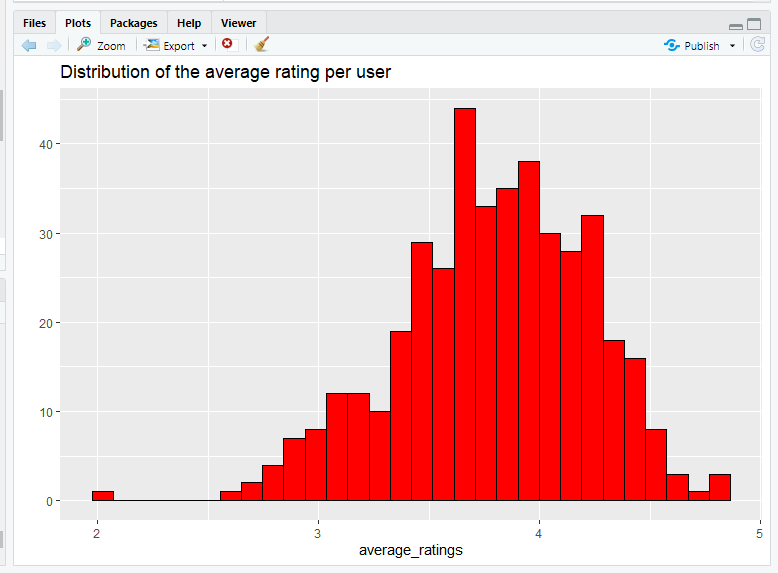 Files Plots Packages Help Viewer
Zoom Export Publish
Distribution of the average rating per user
40
30
20
10
0
2 3 4 5
average_ratings